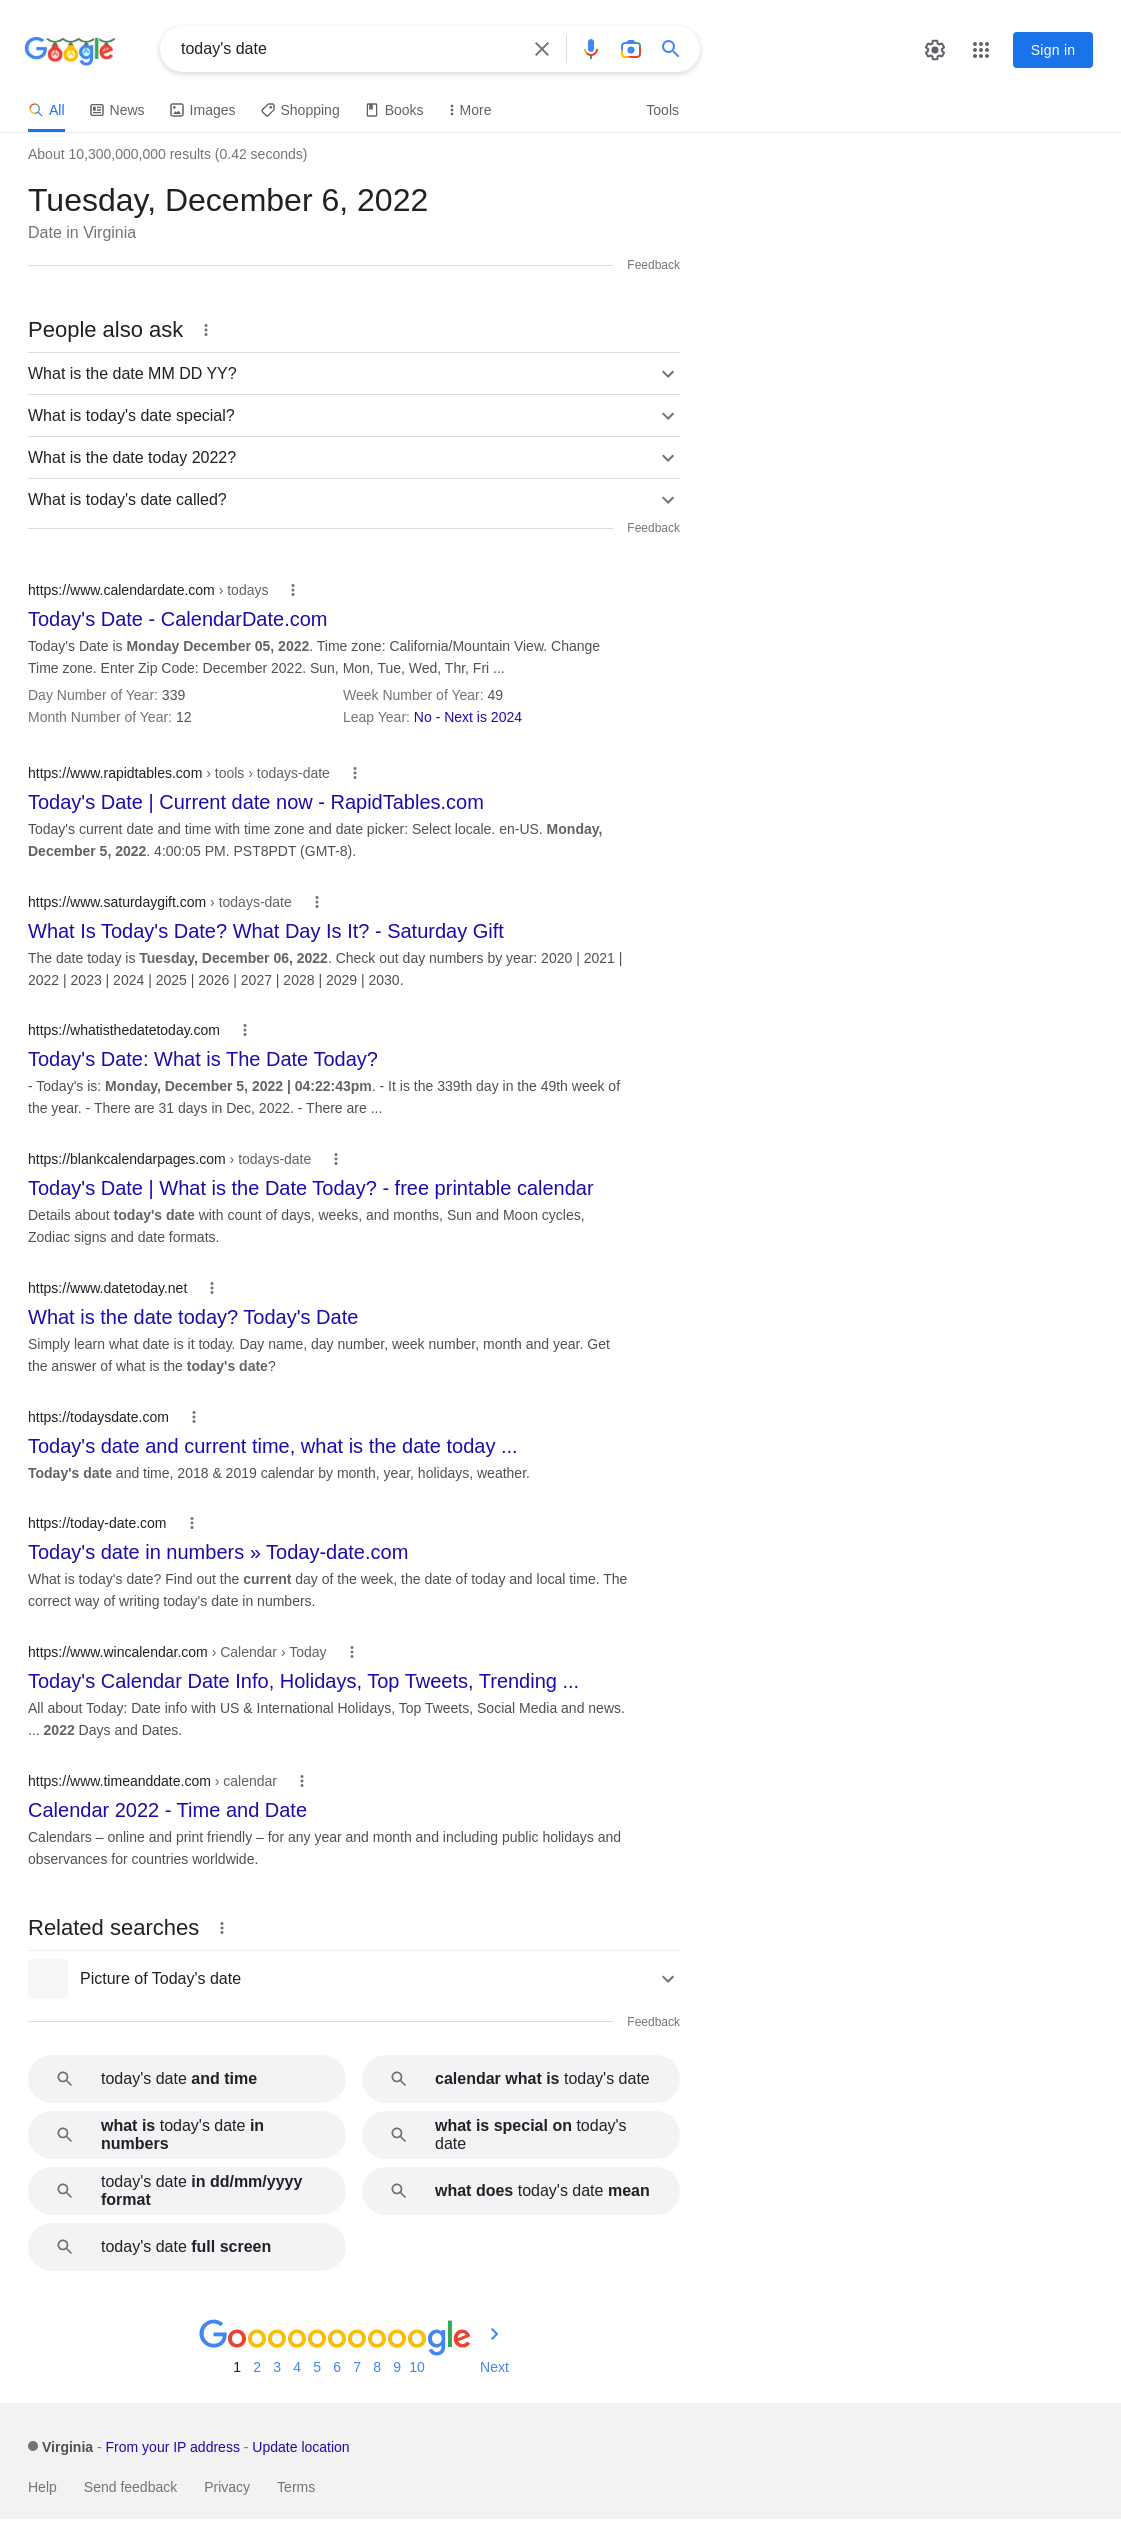 Google
today's date
Sign in
All
News
Images
Shopping
Books
More
Tools
About 10,300,000,000 results (0.42 seconds)
Tuesday, December 6, 2022
Date in Virginia
Feedback
People also ask
What is the date MM DD YY?
What is today's date special?
What is the date today 2022?
What is today's date called?
Feedback
https://www.calendardate.com › todays
Today's Date - CalendarDate.com
Today's Date is Monday December 05, 2022. Time zone: California/Mountain View. Change
Time zone. Enter Zip Code: December 2022. Sun, Mon, Tue, Wed, Thr, Fri ...
Day Number of Year: 339
Week Number of Year: 49
Month Number of Year: 12
Leap Year: No - Next is 2024
https://www.rapidtables.com › tools › todays-date
Today's Date | Current date now - RapidTables.com
Today's current date and time with time zone and date picker: Select locale. en-US. Monday,
December 5, 2022. 4:00:05 PM. PST8PDT (GMT-8).
https://www.saturdaygift.com › todays-date
What Is Today's Date? What Day Is It? - Saturday Gift
The date today is Tuesday, December 06, 2022. Check out day numbers by year: 2020 | 2021 |
2022 | 2023 | 2024 | 2025 | 2026 | 2027 | 2028 | 2029 | 2030.
https://whatisthedatetoday.com
Today's Date: What is The Date Today?
- Today's is: Monday, December 5, 2022 | 04:22:43pm. - It is the 339th day in the 49th week of
the year. - There are 31 days in Dec, 2022. - There are ...
https://blankcalendarpages.com › todays-date
Today's Date | What is the Date Today? - free printable calendar
Details about today's date with count of days, weeks, and months, Sun and Moon cycles,
Zodiac signs and date formats.
https://www.datetoday.net
What is the date today? Today's Date
Simply learn what date is it today. Day name, day number, week number, month and year. Get
the answer of what is the today's date?
https://todaysdate.com
Today's date and current time, what is the date today ...
Today's date and time, 2018 & 2019 calendar by month, year, holidays, weather.
https://today-date.com
Today's date in numbers » Today-date.com
What is today's date? Find out the current day of the week, the date of today and local time. The
correct way of writing today's date in numbers.
https://www.wincalendar.com › Calendar › Today
Today's Calendar Date Info, Holidays, Top Tweets, Trending ...
All about Today: Date info with US & International Holidays, Top Tweets, Social Media and news.
... 2022 Days and Dates.
https://www.timeanddate.com › calendar
Calendar 2022 - Time and Date
Calendars – online and print friendly – for any year and month and including public holidays and
observances for countries worldwide.
Related searches
Picture of Today's date
Feedback
today's date and time
calendar what is today's date
what is today's date in
numbers
what is special on today's
date
today's date in dd/mm/yyyy
format
what does today's date mean
today's date full screen
Goooooooooogle
1 2 3 4 5 6 7 8 9 10 Next
Virginia - From your IP address - Update location
Help
Send feedback
Privacy
Terms